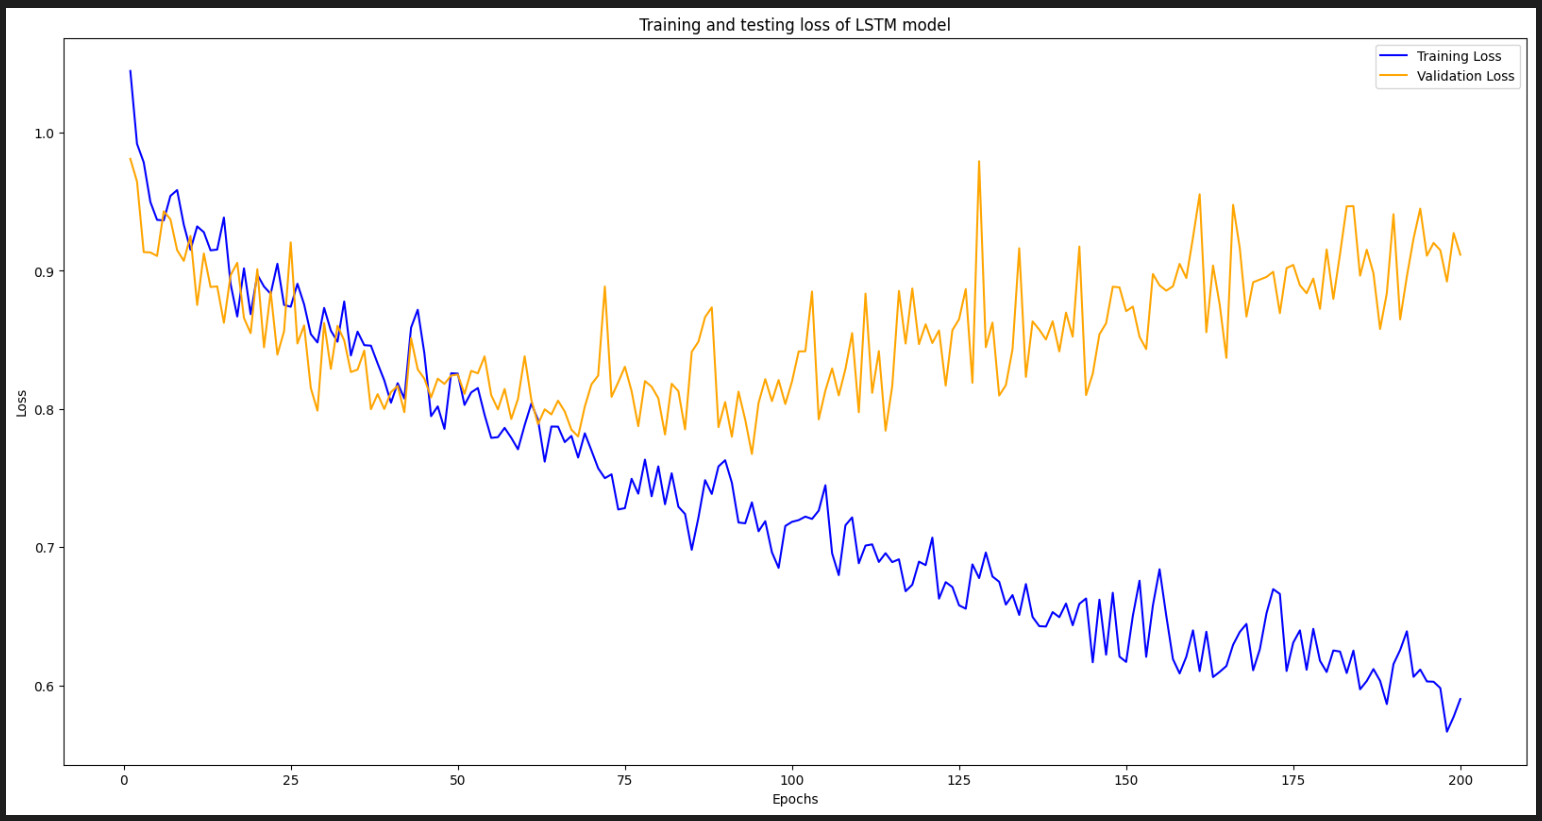 Training and testing loss of LSTM model
Training Loss
Validation Loss
Loss
1.0
0.9
0.8
0.7
0.6
0 25 50 75 100 125 150 175 200
Epochs